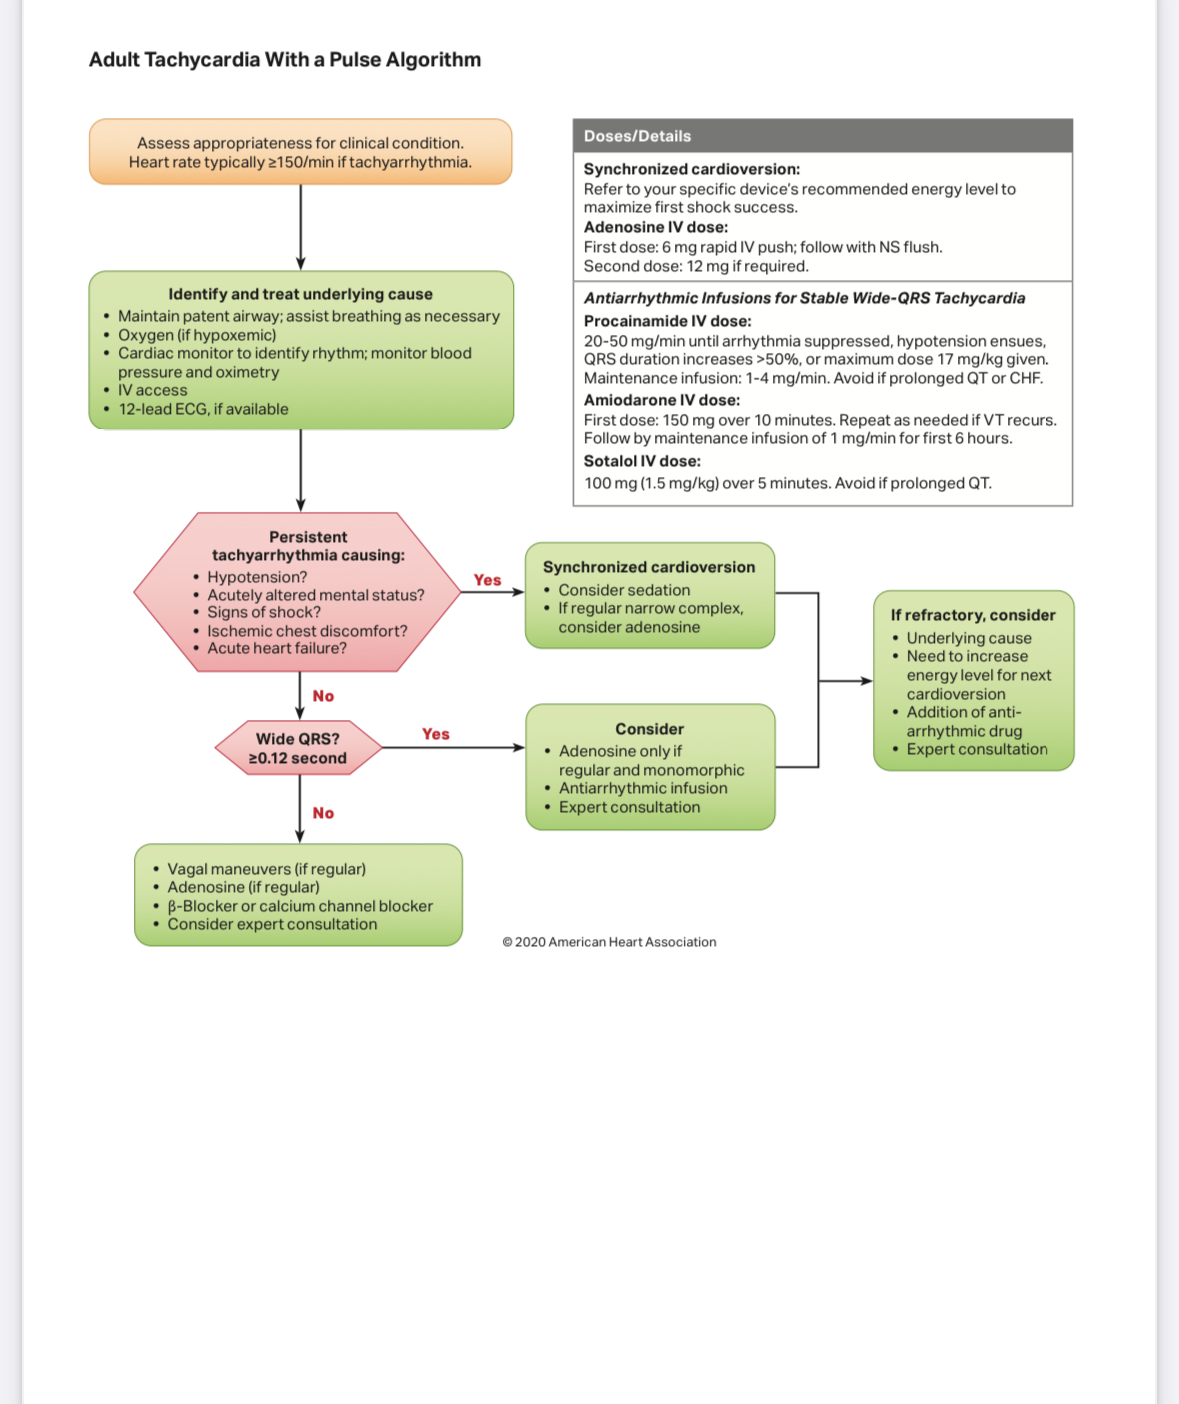 Adult Tachycardia With a Pulse Algorithm
Assess appropriateness for clinical condition.
Heart rate typically ≥150/min if tachyarrhythmia.
Identify and treat underlying cause
• Maintain patent airway; assist breathing as necessary
• Oxygen (if hypoxemic)
• Cardiac monitor to identify rhythm; monitor blood
pressure and oximetry
• IV access
• 12-lead ECG, if available
Doses/Details
Synchronized cardioversion:
Refer to your specific device's recommended energy level to
maximize first shock success.
Adenosine IV dose:
First dose: 6 mg rapid IV push; follow with NS flush.
Second dose: 12 mg if required.
Antiarrhythmic Infusions for Stable Wide-QRS Tachycardia
Procainamide IV dose:
20-50 mg/min until arrhythmia suppressed, hypotension ensues,
QRS duration increases >50%, or maximum dose 17 mg/kg given.
Maintenance infusion: 1-4 mg/min. Avoid if prolonged QT or CHF.
Amiodarone IV dose:
First dose: 150 mg over 10 minutes. Repeat as needed if VT recurs.
Follow by maintenance infusion of 1 mg/min for first 6 hours.
Sotalol IV dose:
100 mg (1.5 mg/kg) over 5 minutes. Avoid if prolonged QT.
Persistent
tachyarrhythmia causing:
• Hypotension?
• Acutely altered mental status?
• Signs of shock?
• Ischemic chest discomfort?
• Acute heart failure?
Yes
Synchronized cardioversion
• Consider sedation
• If regular narrow complex,
consider adenosine
If refractory, consider
• Underlying cause
• Need to increase
energy level for next
cardioversion
• Addition of anti-
arrhythmic drug
• Expert consultation
No
Wide QRS?
≥0.12 second
Yes
Consider
• Adenosine only if
regular and monomorphic
• Antiarrhythmic infusion
• Expert consultation
No
• Vagal maneuvers (if regular)
• Adenosine (if regular)
• β-Blocker or calcium channel blocker
• Consider expert consultation
© 2020 American Heart Association